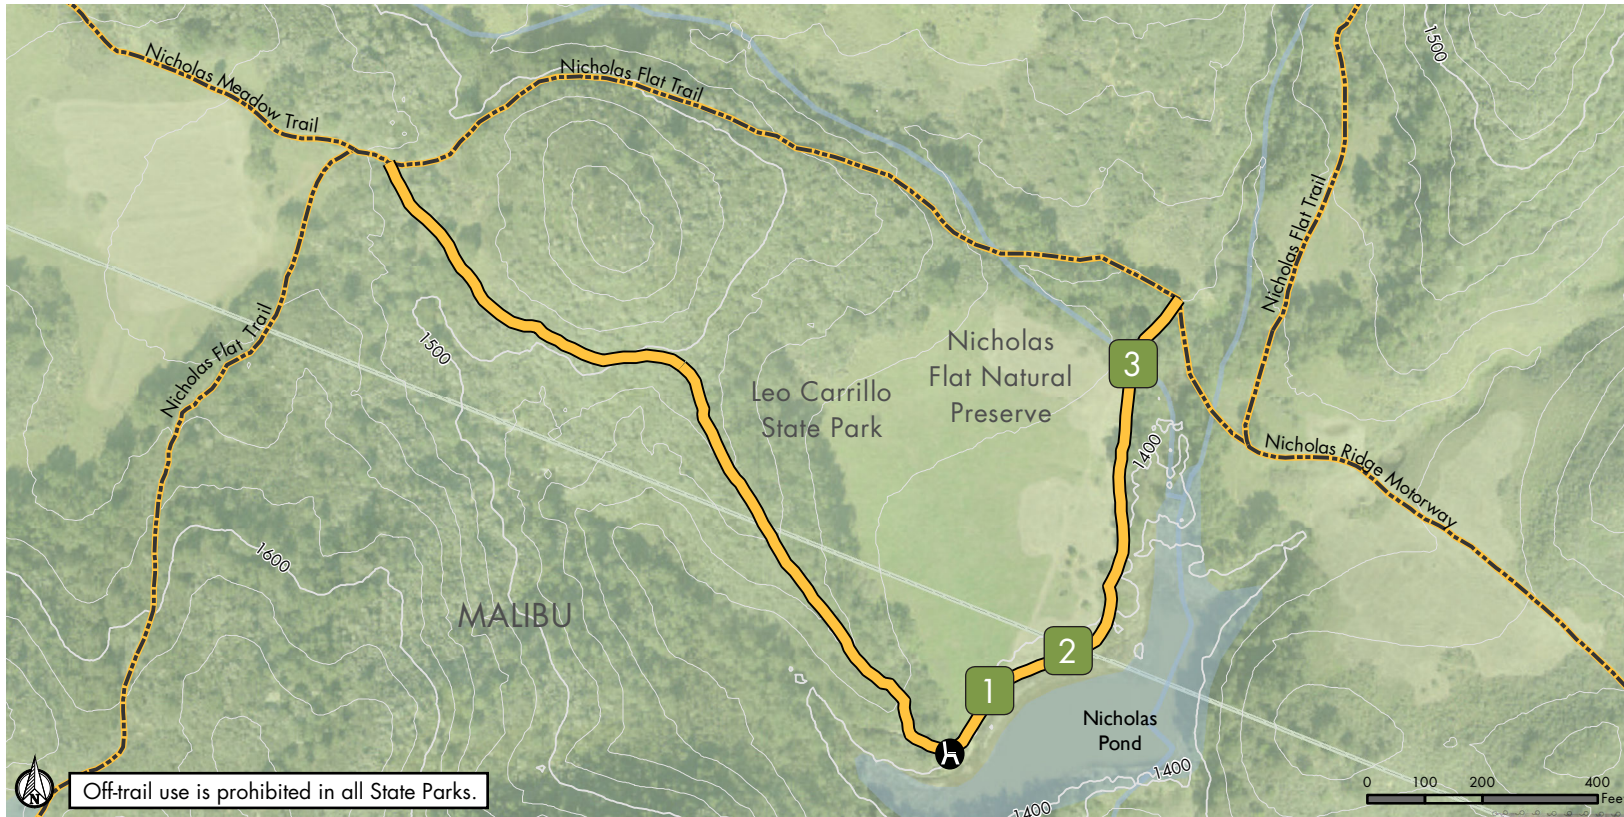 1500
Nicholas Meadow Trail
Nicholas Flat Trail
Nicholas Flat Trail
Nicholas Flat Trail
1500
Nicholas
Flat Natural
Preserve
3
Leo Carrillo
State Park
1400
Nicholas Ridge Motorway
1600
MALIBU
2
1
Nicholas
Pond
1400
1400
N
Off-trail use is prohibited in all State Parks.
0 100 200 400
Feet